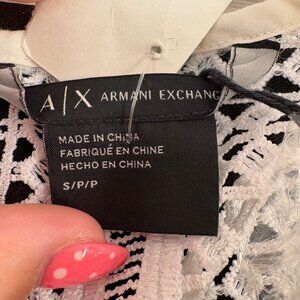 A|X ARMANI EXCHANG
MADE IN CHINA
FABRIQUÉ EN CHINE
HECHO EN CHINA
S/P/P